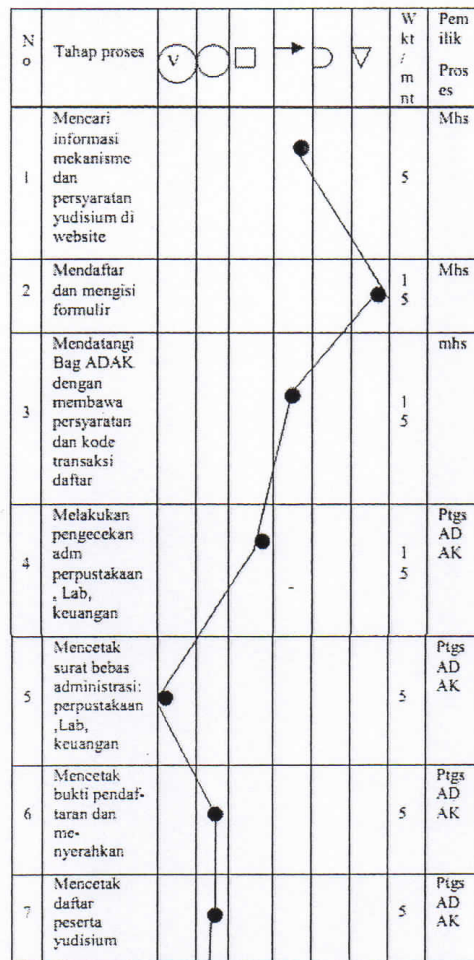 N
o
Tahap proses
V
W
kt
/
m
nt
Pem
ilik
Pros
es
1
Mencari
informasi
mekanisme
dan
persyaratan
yudisium di
website
5
Mhs
2
Mendaftar
dan mengisi
formulir
1
5
Mhs
3
Mendatangi
Bag ADAK
dengan
membawa
persyaratan
dan kode
transaksi
daftar
1
5
mhs
4
Melakukan
pengecekan
adm
perpustakaan
, Lab,
keuangan
1
5
Ptgs
AD
AK
5
Mencetak
surat bebas
administrasi:
perpustakaan
,Lab,
keuangan
5
Ptgs
AD
AK
6
Mencetak
bukti pendaf-
taran dan
me-
nyerahkan
5
Ptgs
AD
AK
7
Mencetak
daftar
peserta
yudisium
5
Ptgs
AD
AK